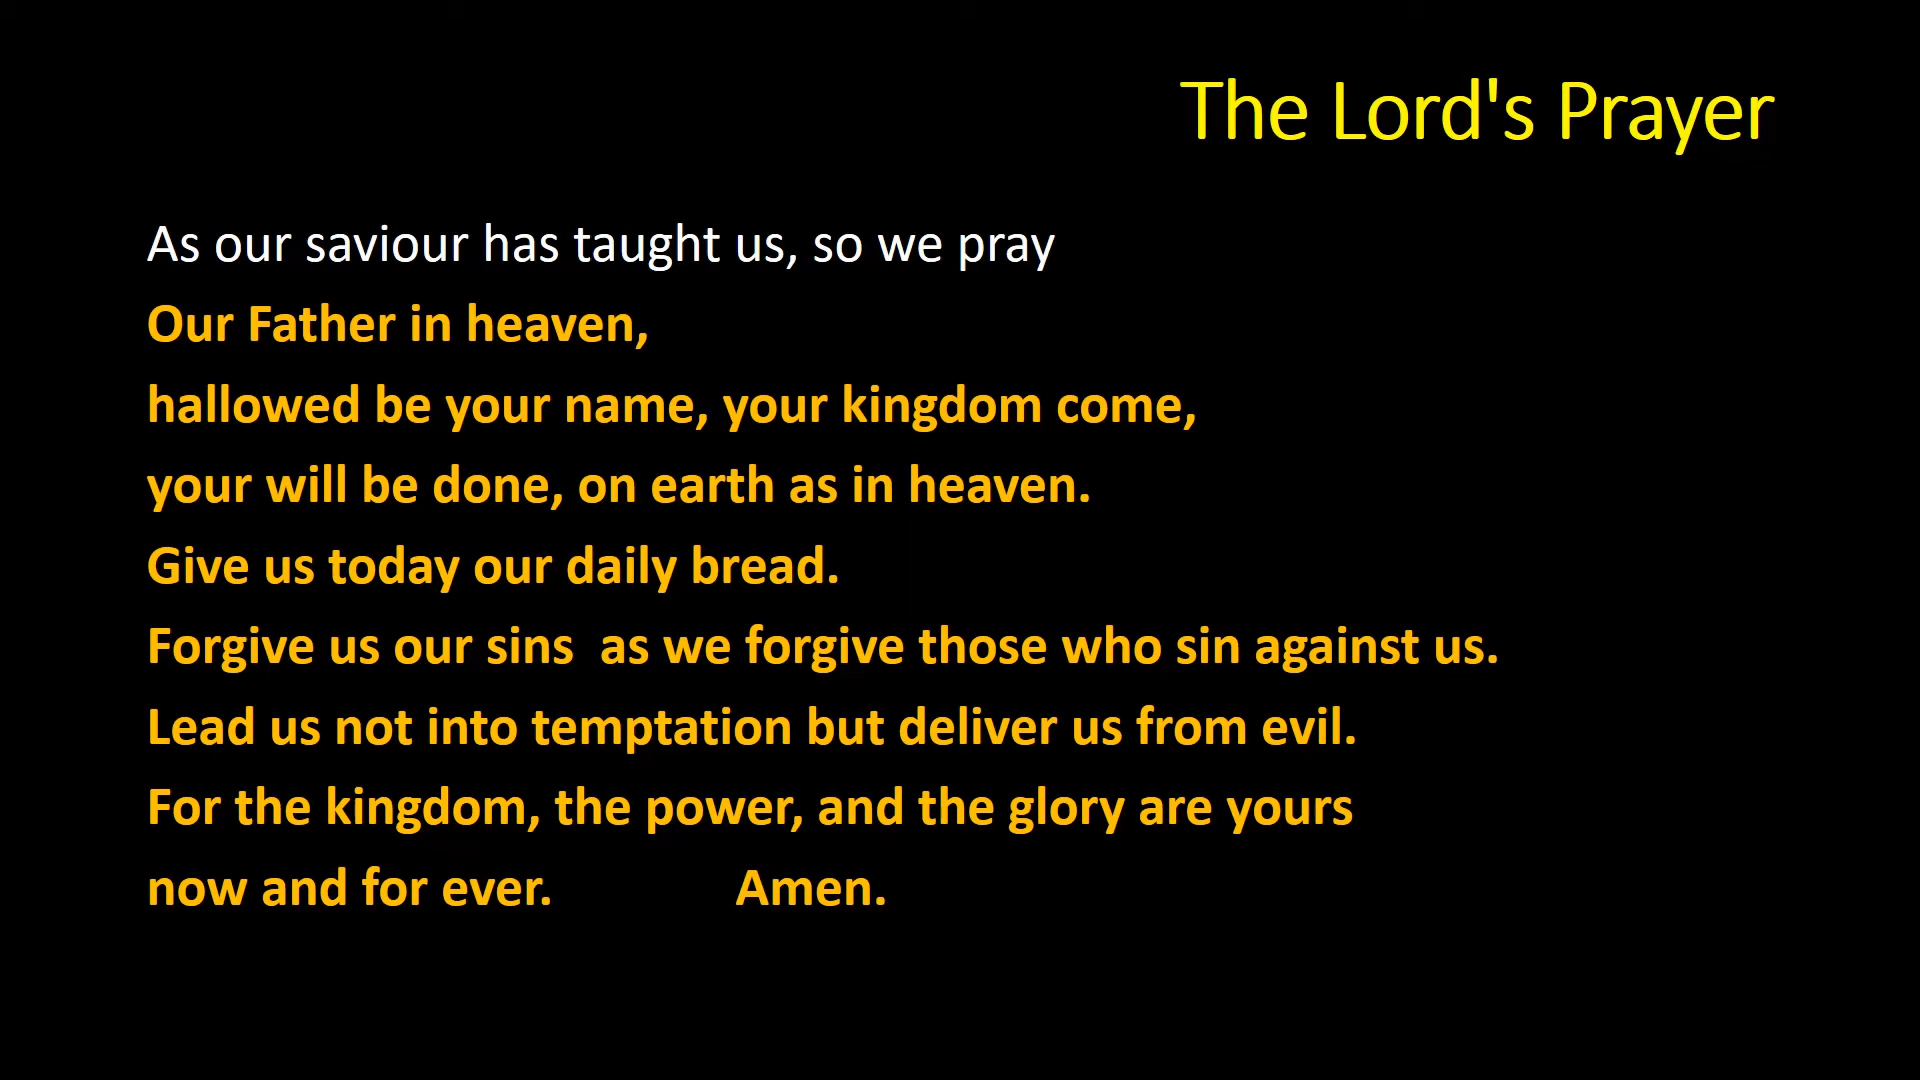 The Lord's Prayer
As our saviour has taught us, so we pray
Our Father in heaven,
hallowed be your name, your kingdom come,
your will be done, on earth as in heaven.
Give us today our daily bread.
Forgive us our sins  as we forgive those who sin against us.
Lead us not into temptation but deliver us from evil.
For the kingdom, the power, and the glory are yours
now and for ever. Amen.